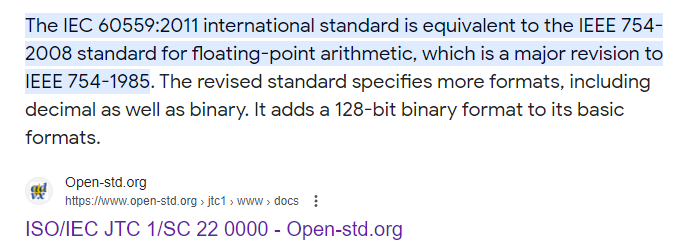 The IEC 60559:2011 international standard is equivalent to the IEEE 754-
2008 standard for floating-point arithmetic, which is a major revision to
IEEE 754-1985. The revised standard specifies more formats, including
decimal as well as binary. It adds a 128-bit binary format to its basic
formats.
Open-std.org
https://www.open-std.org › jtc1 › www › docs
ISO/IEC JTC 1/SC 22 0000 - Open-std.org